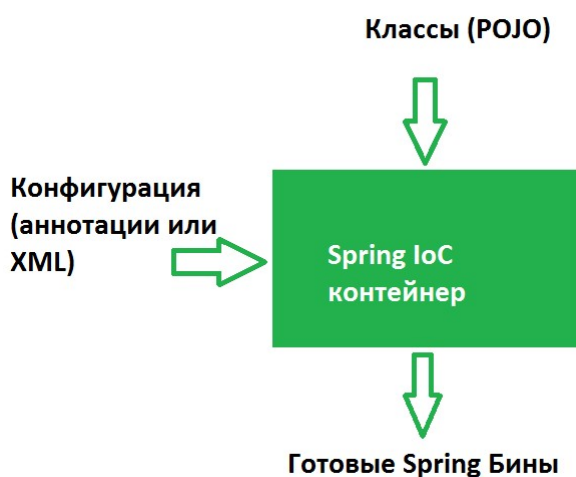 Классы (POJO)
Конфигурация
(аннотации или
XML)
Spring IoC
контейнер
Готовые Spring Бины